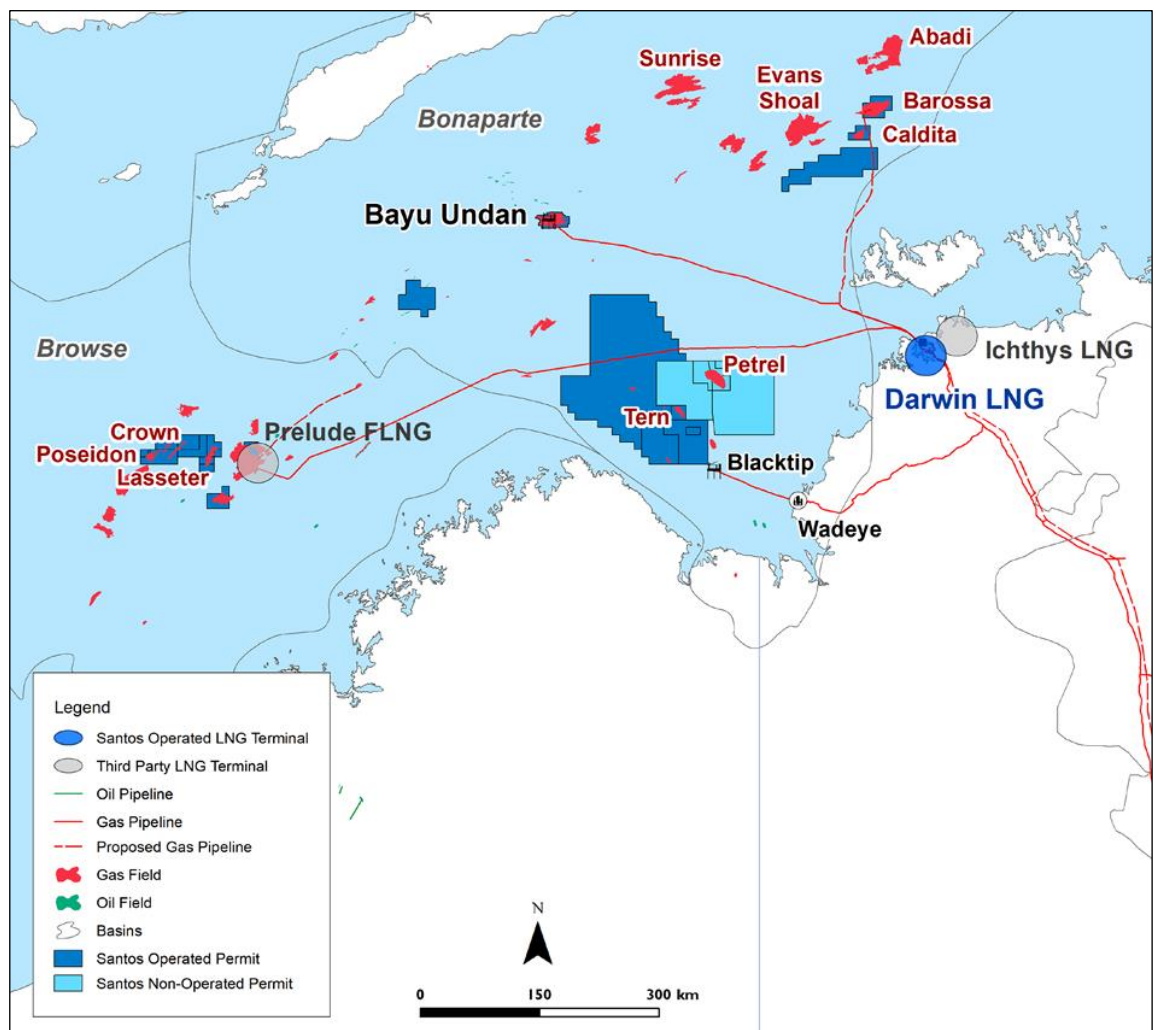 Abadi
Sunrise
Evans
Shoal
Barossa
Bonaparte
Caldita
Bayu Undan
Browse
Ichthys LNG
Petrel
Darwin LNG
Tern
Crown
Prelude FLNG
Poseidon
Blacktip
Lasseter
Wadeye
Legend
Santos Operated LNG Terminal
Third Party LNG Terminal
Oil Pipeline
Gas Pipeline
Proposed Gas Pipeline
Gas Field
Oil Field
Basins
Santos Operated Permit
Santos Non-Operated Permit
N
0 150 300 km